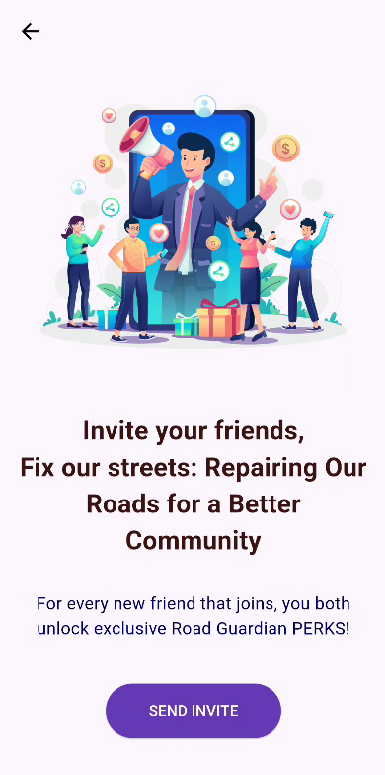 Invite your friends,
Fix our streets: Repairing Our
Roads for a Better
Community
For every new friend that joins, you both
unlock exclusive Road Guardian PERKS!
SEND INVITE